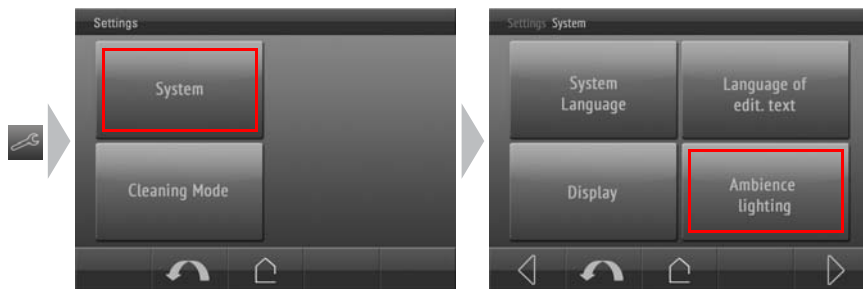 Settings
System
Cleaning Mode
Settings System
System
Language
Language of
edit. text
Display
Ambience
lighting